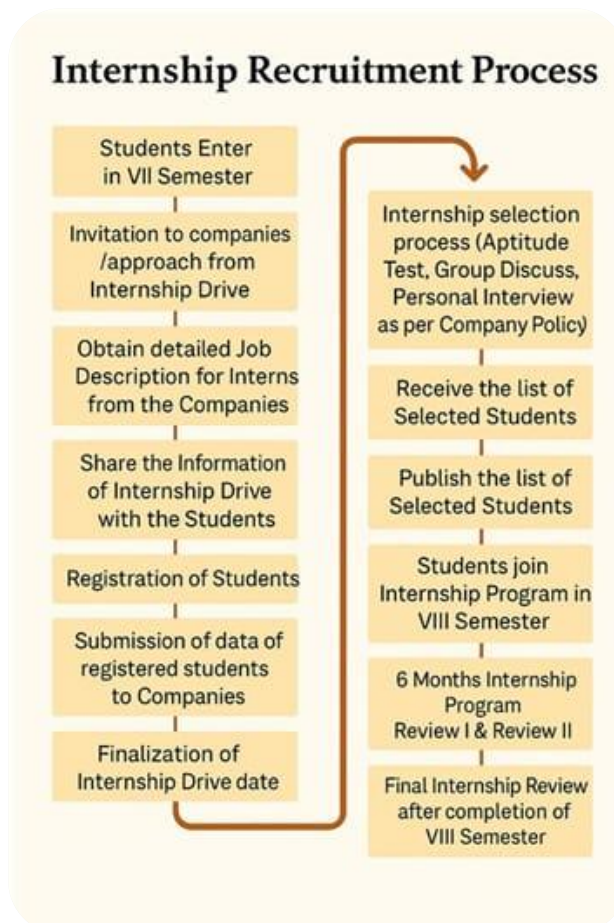 Internship Recruitment Process
Students Enter
in VII Semester
Invitation to companies
/approach from
Internship Drive
Obtain detailed Job
Description for Interns
from the Companies
Share the Information
of Internship Drive
with the Students
Registration of Students
Submission of data of
registered students
to Companies
Finalization of
Internship Drive date
Internship selection
process (Aptitude
Test, Group Discuss,
Personal Interview
as per Company Policy)
Receive the list of
Selected Students
Publish the list of
Selected Students
Students join
Internship Program in
VIII Semester
6 Months Internship
Program
Review I & Review II
Final Internship Review
after completion of
VIII Semester